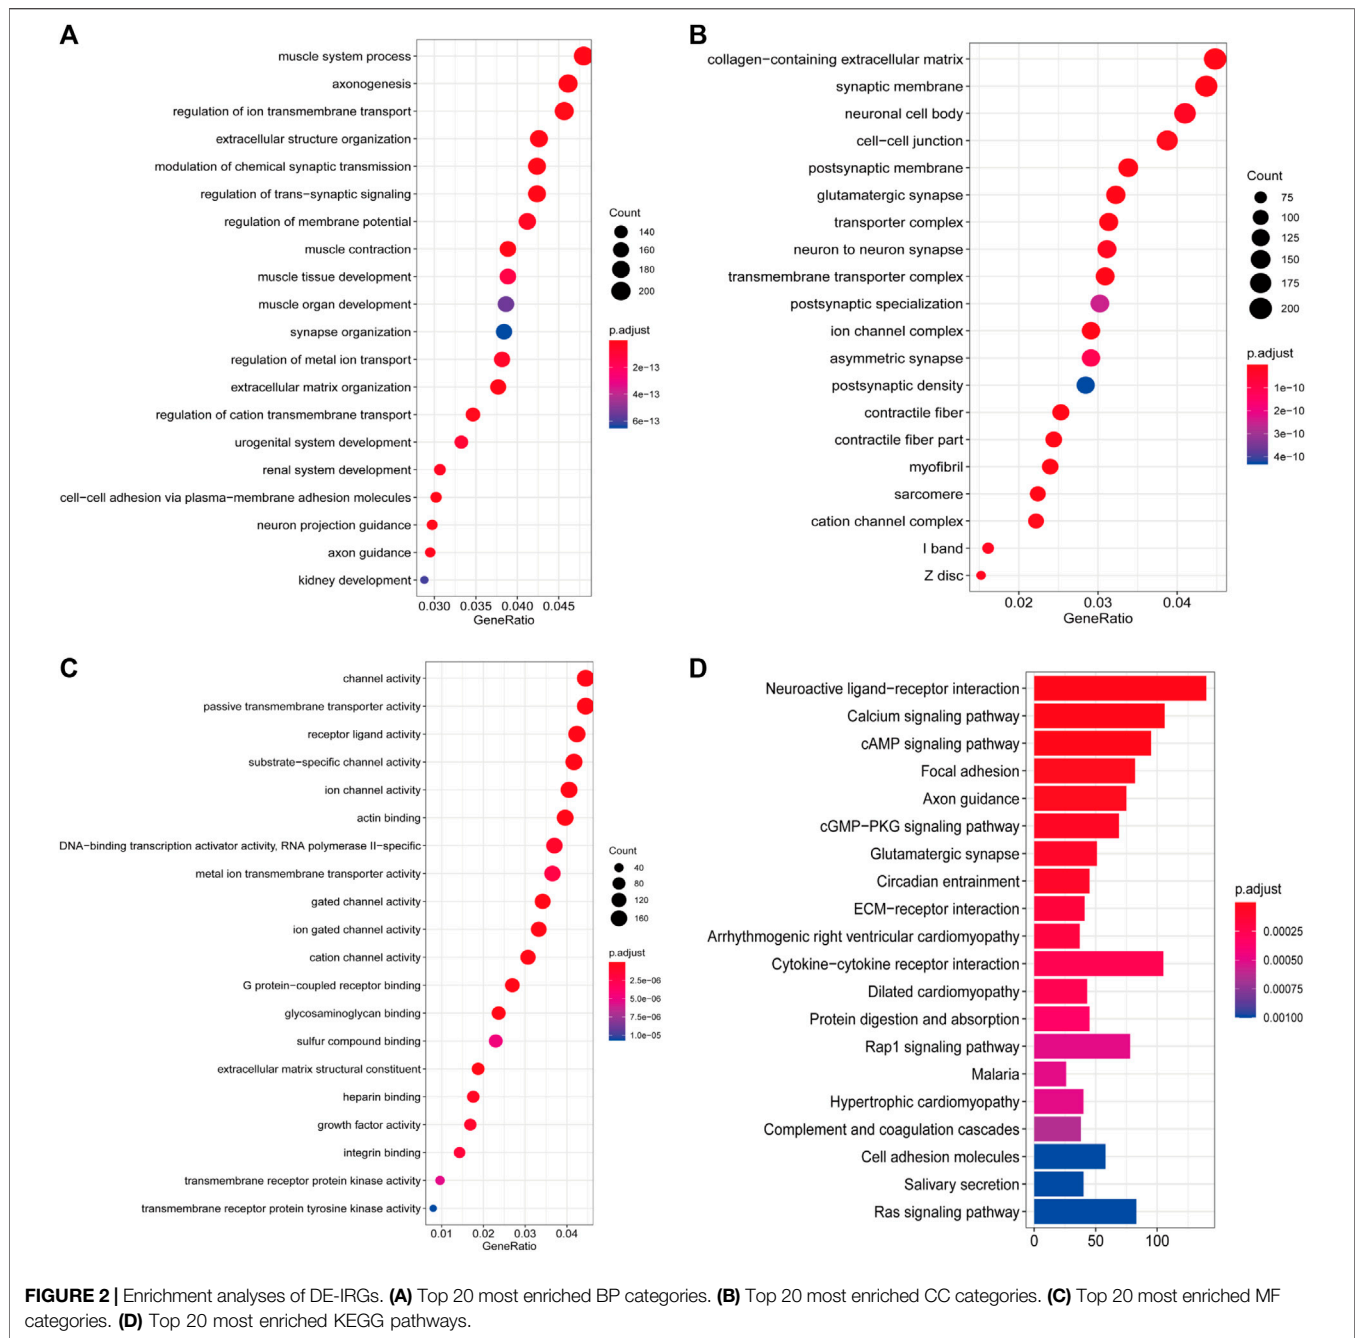 A
muscle system process
axonogenesis
regulation of ion transmembrane transport
extracellular structure organization
modulation of chemical synaptic transmission
regulation of trans−synaptic signaling
regulation of membrane potential
muscle contraction
muscle tissue development
muscle organ development
synapse organization
regulation of metal ion transport
extracellular matrix organization
regulation of cation transmembrane transport
urogenital system development
renal system development
cell−cell adhesion via plasma−membrane adhesion molecules
neuron projection guidance
axon guidance
kidney development
0.030 0.035 0.040 0.045
GeneRatio
Count
140
160
180
200
p.adjust
2e−13
4e−13
6e−13
B
collagen−containing extracellular matrix
synaptic membrane
neuronal cell body
cell−cell junction
postsynaptic membrane
glutamatergic synapse
transporter complex
neuron to neuron synapse
transmembrane transporter complex
postsynaptic specialization
ion channel complex
asymmetric synapse
postsynaptic density
contractile fiber
contractile fiber part
myofibril
sarcomere
cation channel complex
I band
Z disc
0.02 0.03 0.04
GeneRatio
Count
75
100
125
150
175
200
p.adjust
1e−10
2e−10
3e−10
4e−10
C
channel activity
passive transmembrane transporter activity
receptor ligand activity
substrate−specific channel activity
ion channel activity
actin binding
DNA−binding transcription activator activity, RNA polymerase II−specific
metal ion transmembrane transporter activity
gated channel activity
ion gated channel activity
cation channel activity
G protein−coupled receptor binding
glycosaminoglycan binding
sulfur compound binding
extracellular matrix structural constituent
heparin binding
growth factor activity
integrin binding
transmembrane receptor protein kinase activity
transmembrane receptor protein tyrosine kinase activity
0.01 0.02 0.03 0.04
GeneRatio
Count
40
80
120
160
p.adjust
2.5e−06
5.0e−06
7.5e−06
1.0e−05
D
Neuroactive ligand−receptor interaction
Calcium signaling pathway
cAMP signaling pathway
Focal adhesion
Axon guidance
cGMP−PKG signaling pathway
Glutamatergic synapse
Circadian entrainment
ECM−receptor interaction
Arrhythmogenic right ventricular cardiomyopathy
Cytokine−cytokine receptor interaction
Dilated cardiomyopathy
Protein digestion and absorption
Rap1 signaling pathway
Malaria
Hypertrophic cardiomyopathy
Complement and coagulation cascades
Cell adhesion molecules
Salivary secretion
Ras signaling pathway
0 50 100
p.adjust
0.00025
0.00050
0.00075
0.00100
FIGURE 2 | Enrichment analyses of DE-IRGs. (A) Top 20 most enriched BP categories. (B) Top 20 most enriched CC categories. (C) Top 20 most enriched MF
categories. (D) Top 20 most enriched KEGG pathways.